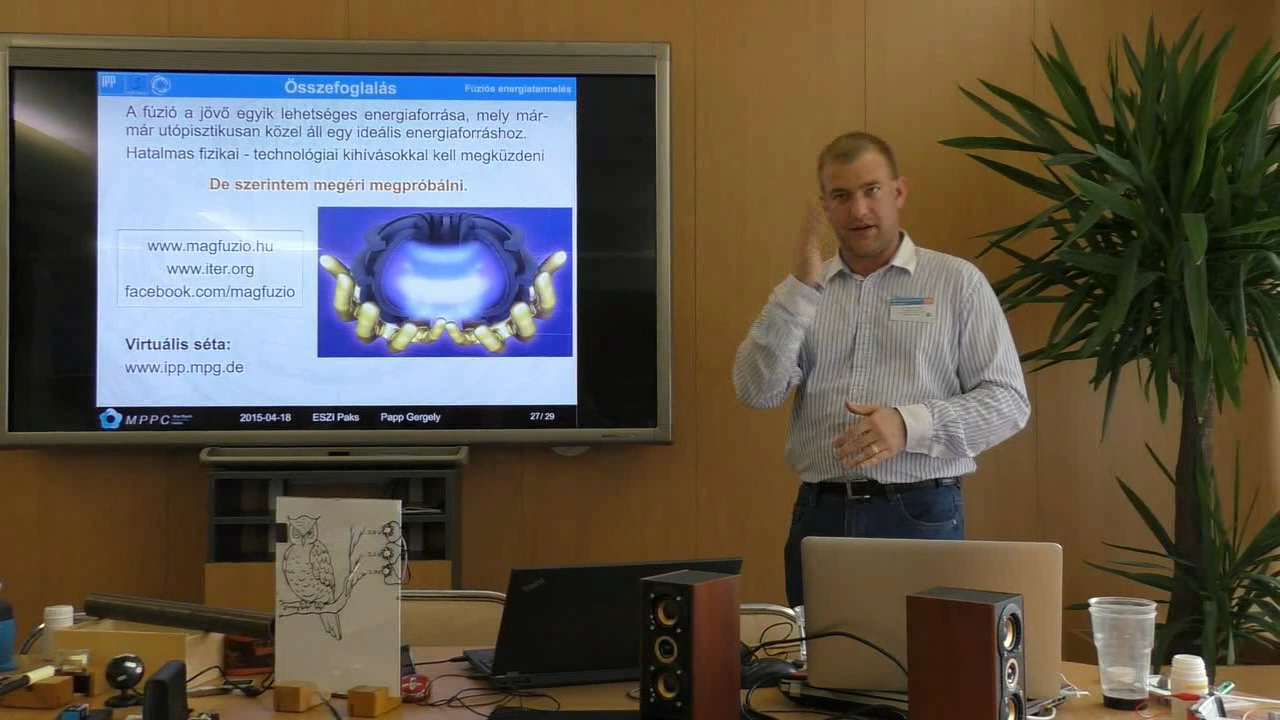 IPP
Összefoglalás
Fúziós energiatermelés
A fúzió a jövő egyik lehetséges energiaforrása, mely már-
már utópisztikusan közel áll egy ideális energiaforráshoz.
Hatalmas fizikai - technológiai kihívásokkal kell megküzdeni
De szerintem megéri megpróbálni.
www.magfuzio.hu
www.iter.org
facebook.com/magfuzio
Virtuális séta:
www.ipp.mpg.de
MPPC
2015-04-18
ESZI Paks
Papp Gergely
27/ 29
ThinkPad